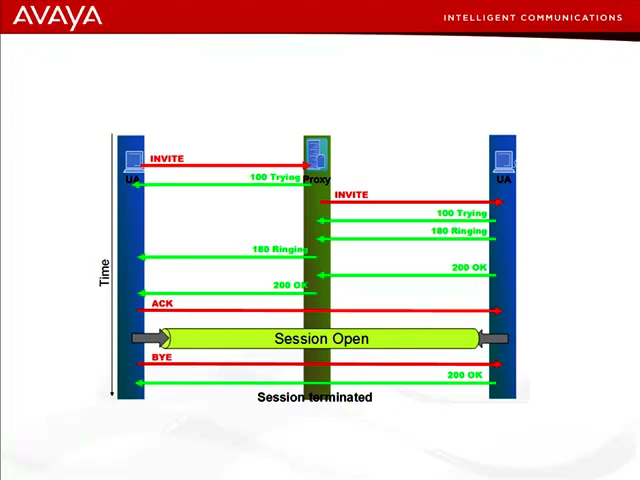 AVAYA
INTELLIGENT COMMUNICATIONS
INVITE
UA
Proxy
UA
100 Trying
INVITE
100 Trying
180 Ringing
180 Ringing
200 OK
200 OK
Time
ACK
Session Open
BYE
200 OK
Session terminated